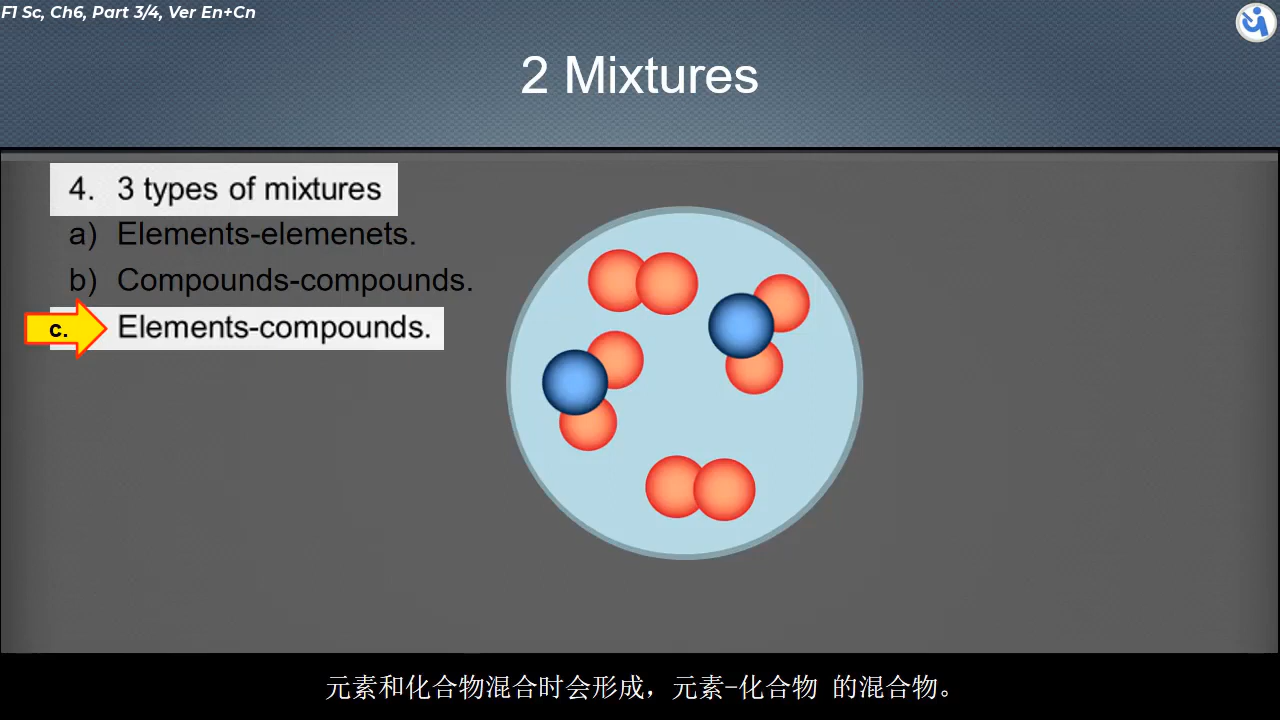 F1 Sc, Ch6, Part 3/4, Ver En+Cn
2 Mixtures
4. 3 types of mixtures
a) Elements-elemenets.
b) Compounds-compounds.
c. Elements-compounds.
元素和化合物混合时会形成，元素-化合物 的混合物。